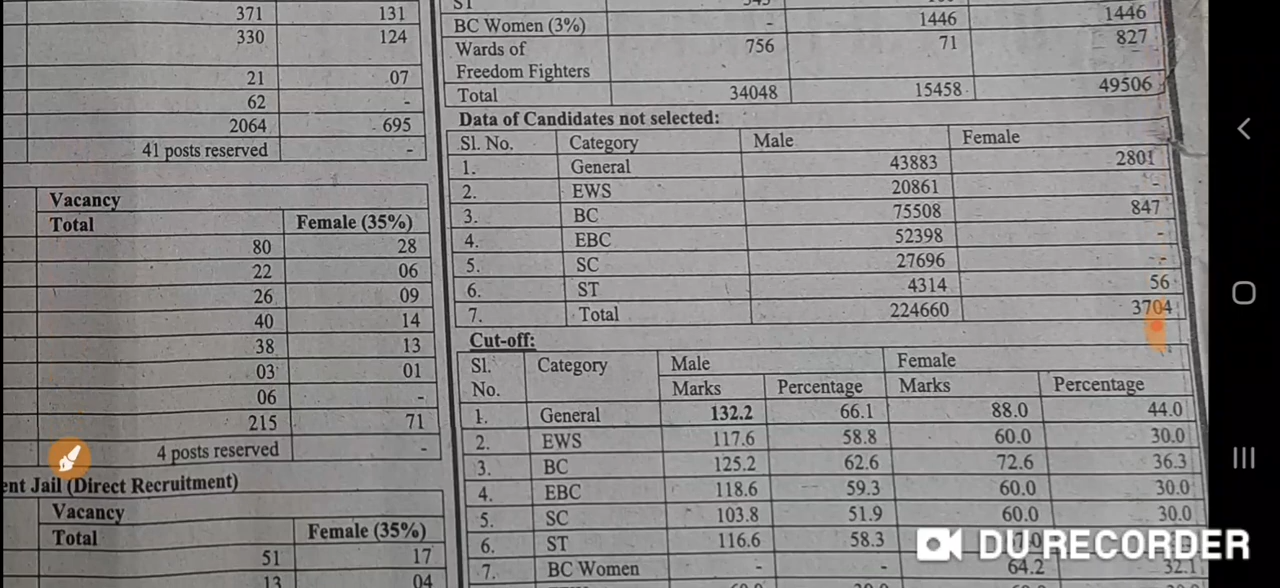 371 131
330 124
21 07
62 -
2064 695
41 posts reserved -
Vacancy
Total Female (35%)
80 28
22 06
26 09
40 14
38 13
03 01
06 -
215 71
4 posts reserved -
ent Jail (Direct Recruitment)
Vacancy
Total Female (35%)
51 17
13 04
ST
BC Women (3%) - 1446 1446
Wards of
Freedom Fighters 756 71 827
Total 34048 15458 49506
Data of Candidates not selected:
Sl. No. Category Male Female
1. General 43883 2801
2. EWS 20861 -
3. BC 75508 847
4. EBC 52398 -
5. SC 27696 -
6. ST 4314 56
7. Total 224660 3704
Cut-off:
Sl. No. Category Male Female
Marks Percentage Marks Percentage
1. General 132.2 66.1 88.0 44.0
2. EWS 117.6 58.8 60.0 30.0
3. BC 125.2 62.6 72.6 36.3
4. EBC 118.6 59.3 60.0 30.0
5. SC 103.8 51.9 60.0 30.0
6. ST 116.6 58.3
7. BC Women - - 64.2 32.1
DU RECORDER